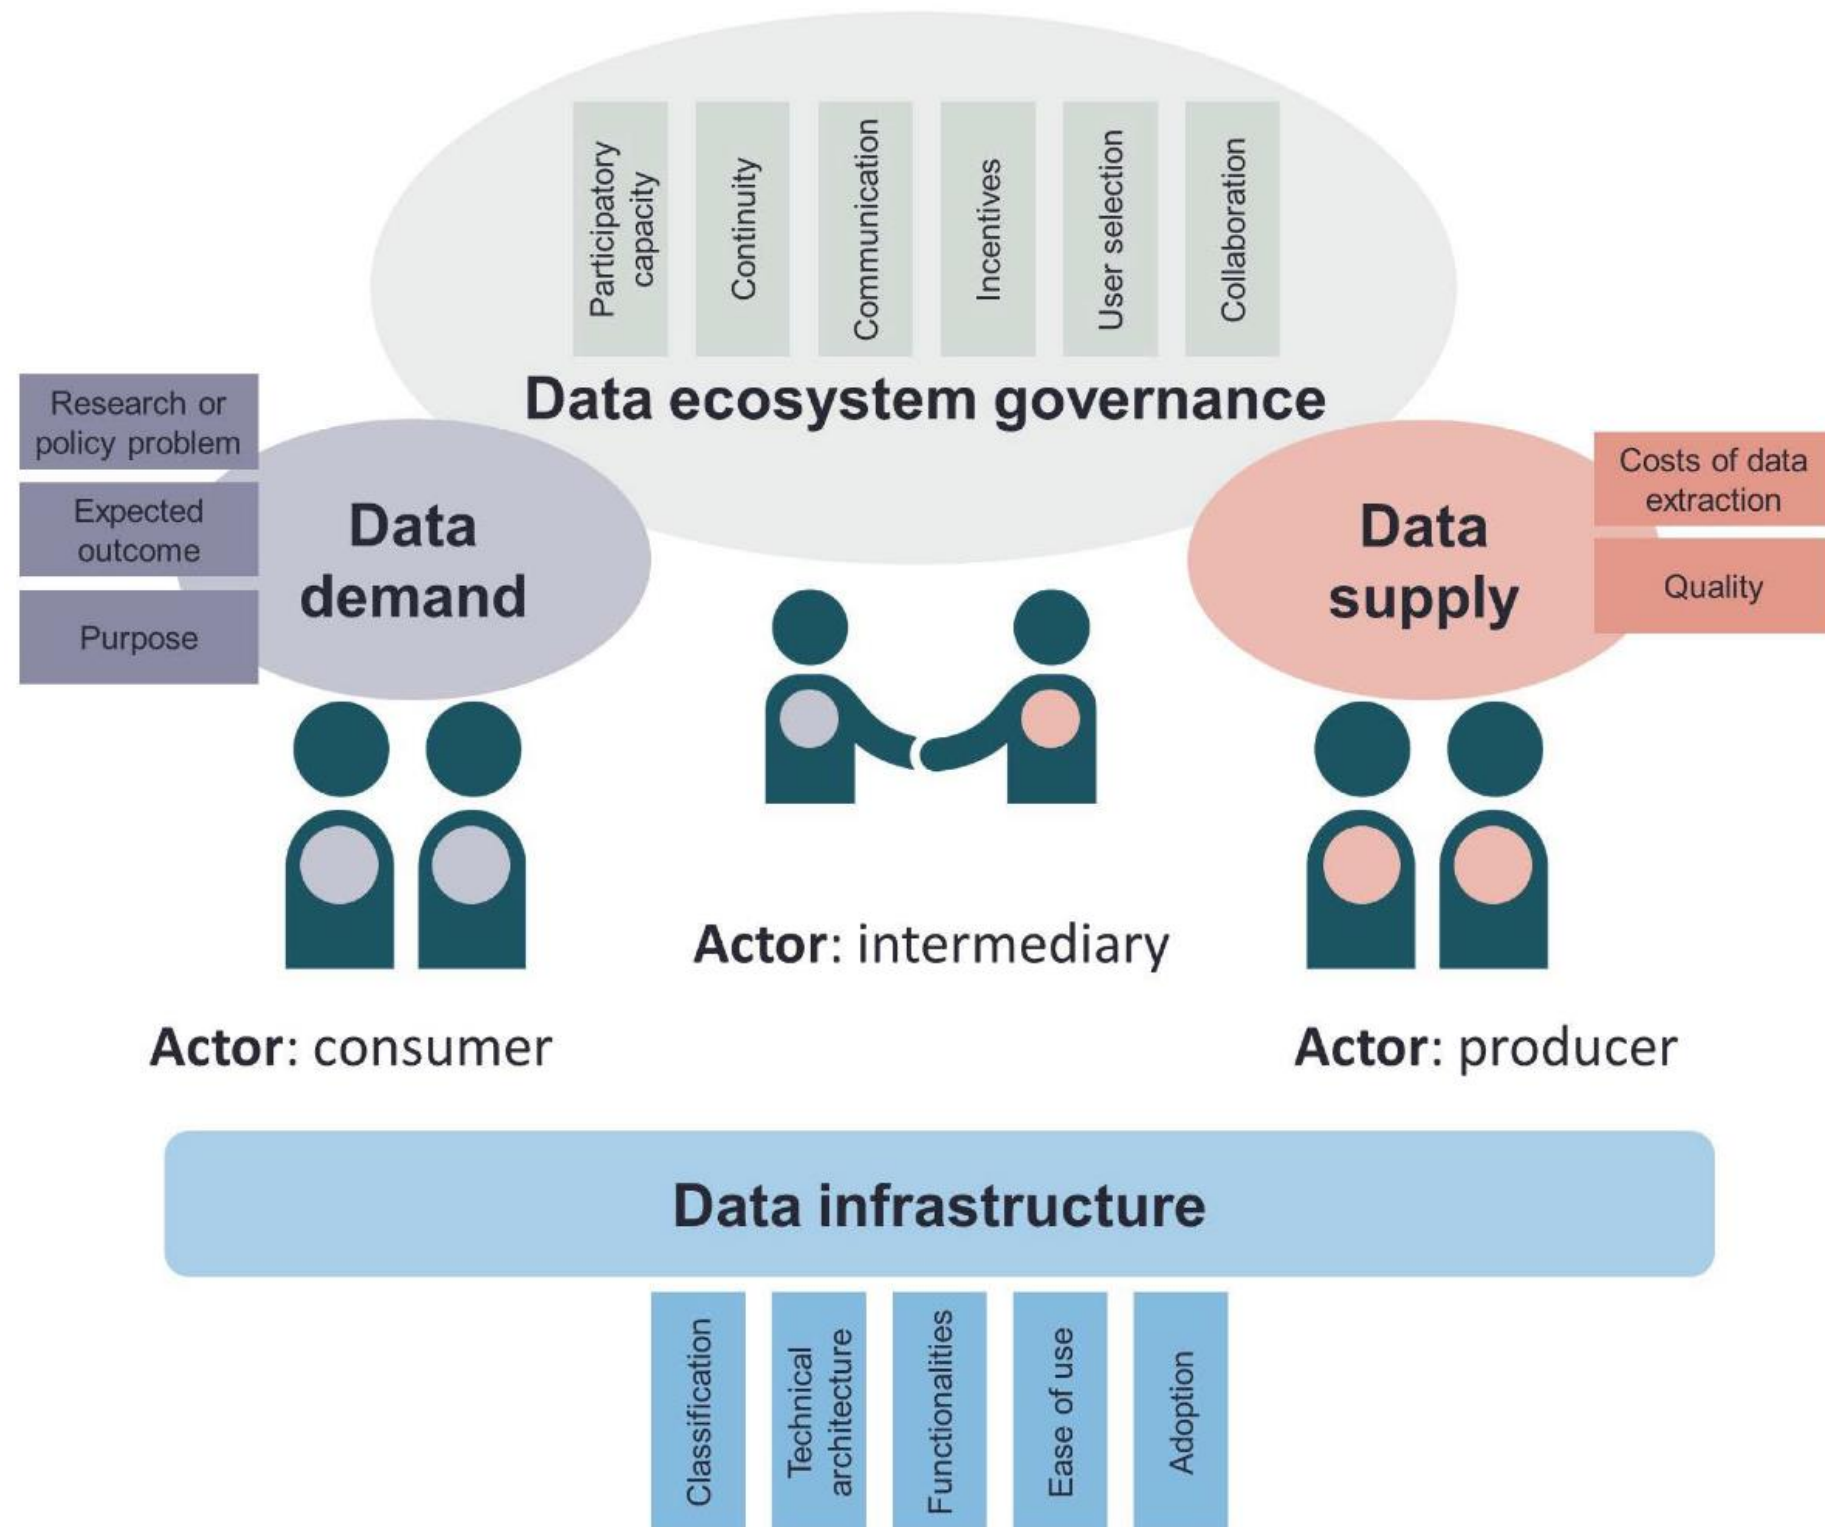 Participatory
capacity
Continuity
Communication
Incentives
User selection
Collaboration
Data ecosystem governance
Research or
policy problem
Expected
outcome
Purpose
Data
demand
Data
supply
Costs of data
extraction
Quality
Actor: intermediary
Actor: consumer
Actor: producer
Data infrastructure
Classification
Technical
architecture
Functionalities
Ease of use
Adoption